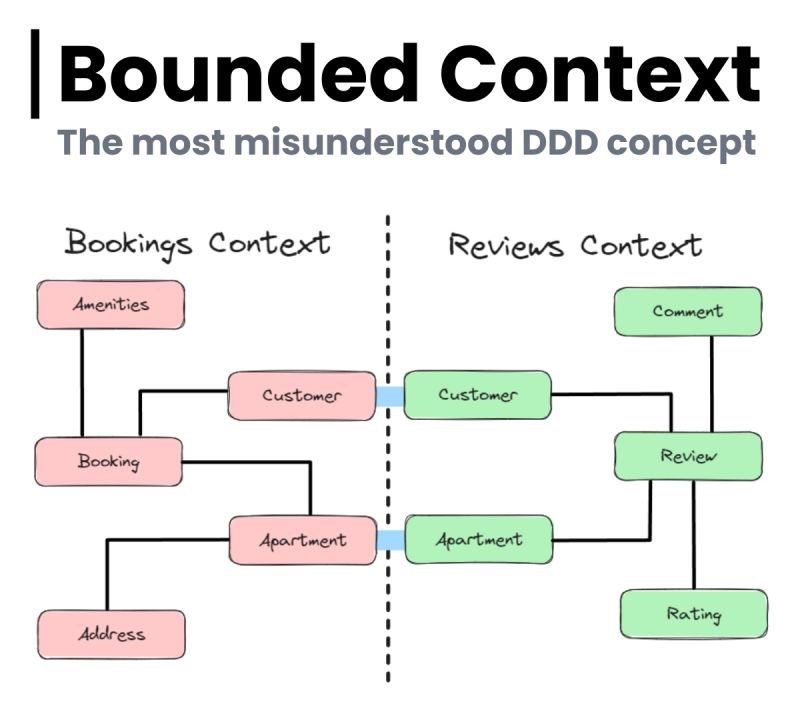 Bounded Context
The most misunderstood DDD concept
Bookings Context
Reviews Context
Amenities
Comment
Customer
Customer
Booking
Review
Apartment
Apartment
Address
Rating